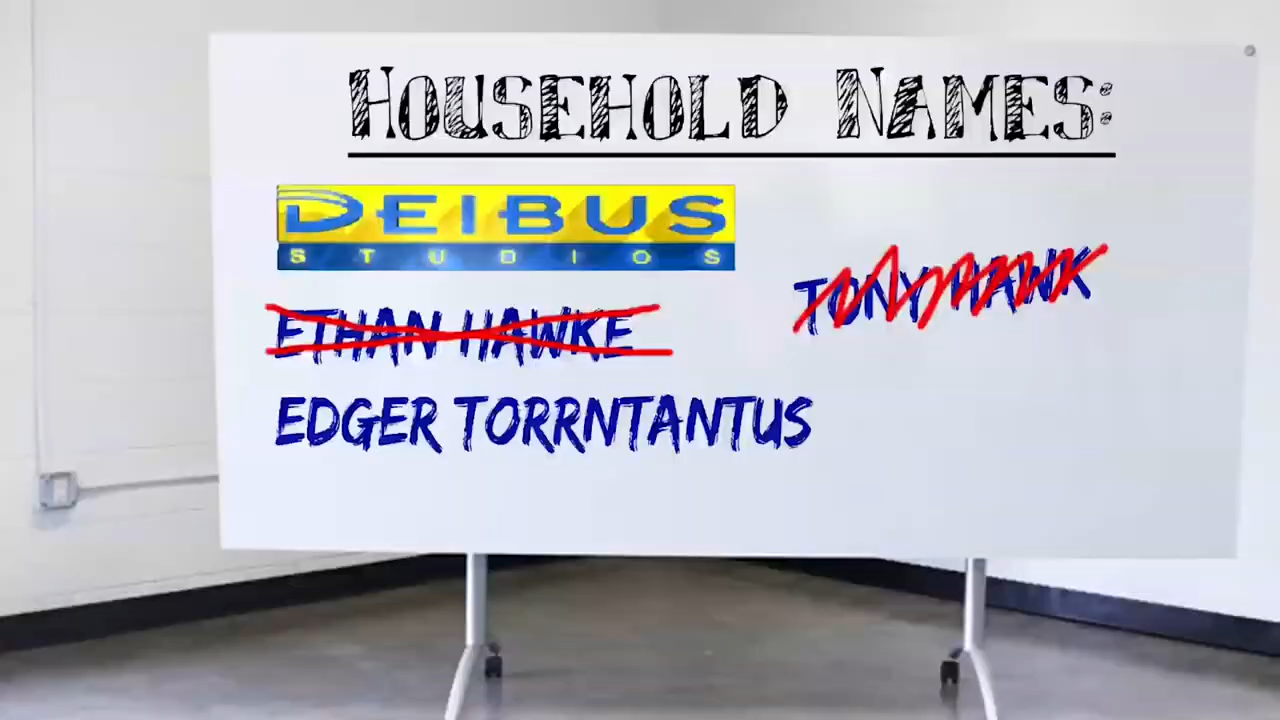 HOUSEHOLD NAMES:
DEIBUS
STUDIOS
TONY HAWK
ETHAN HAWKE
EDGER TORRNTANTUS